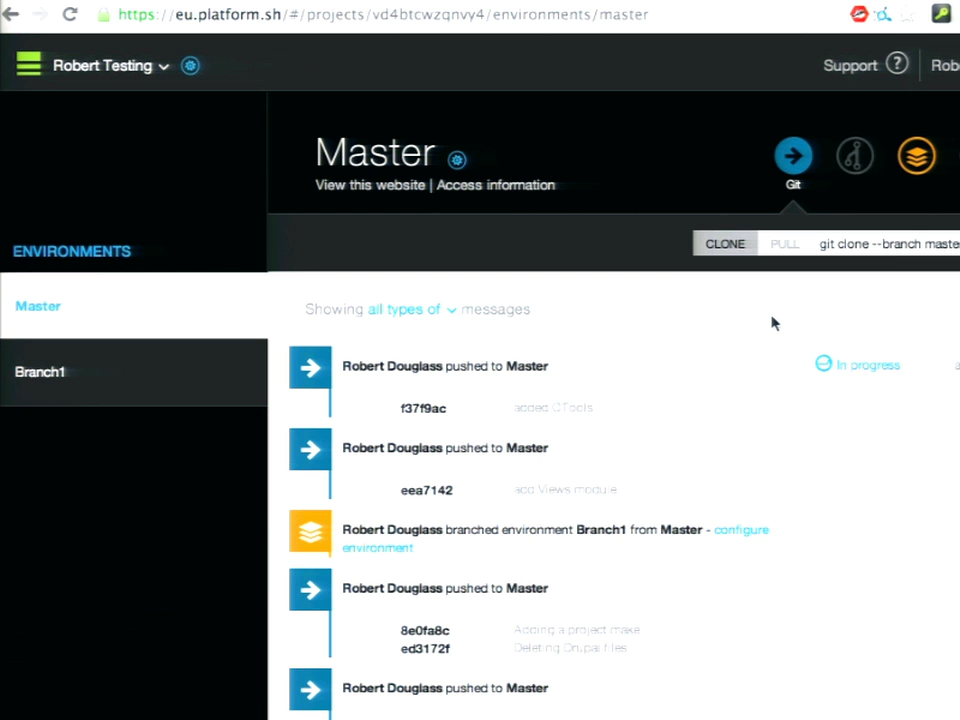 https://eu.platform.sh/#/projects/vd4btcwzqnvy4/environments/master
Robert Testing
Support ?
Rob
Master
View this website | Access information
Git
ENVIRONMENTS
CLONE PULL git clone --branch maste
Master
Showing all types of messages
Branch1
Robert Douglass pushed to Master
In progress
f37f9ac added CTools
Robert Douglass pushed to Master
eea7142 add Views module
Robert Douglass branched environment Branch1 from Master - configure
environment
Robert Douglass pushed to Master
8e0fa8c Adding a project make
ed3172f Deleting Drupal files
Robert Douglass pushed to Master